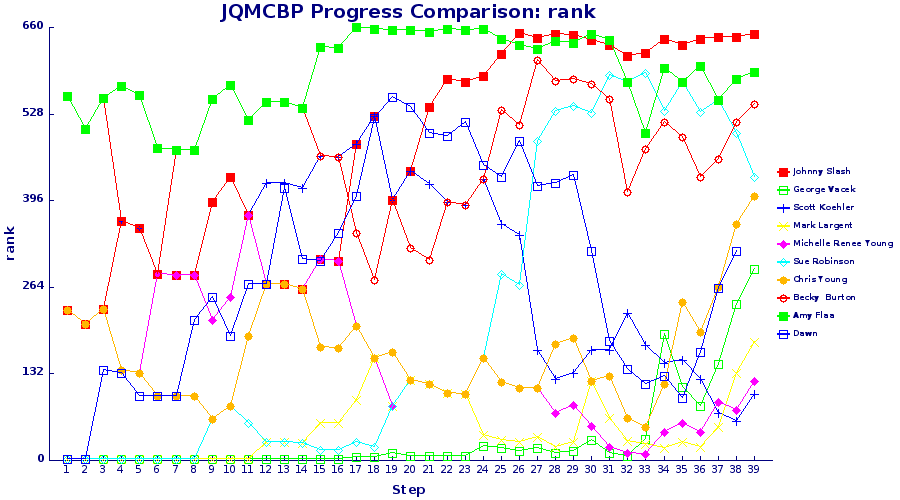 JQMCBP Progress Comparison: rank
660
528
396
264
132
0
rank
1 2 3 4 5 6 7 8 9 10 11 12 13 14 15 16 17 18 19 20 21 22 23 24 25 26 27 28 29 30 31 32 33 34 35 36 37 38 39
Step
Johnny Slash
George Vacek
Scott Koehler
Mark Largent
Michelle Renee Young
Sue Robinson
Chris Young
Becky Burton
Amy Flaa
Dawn